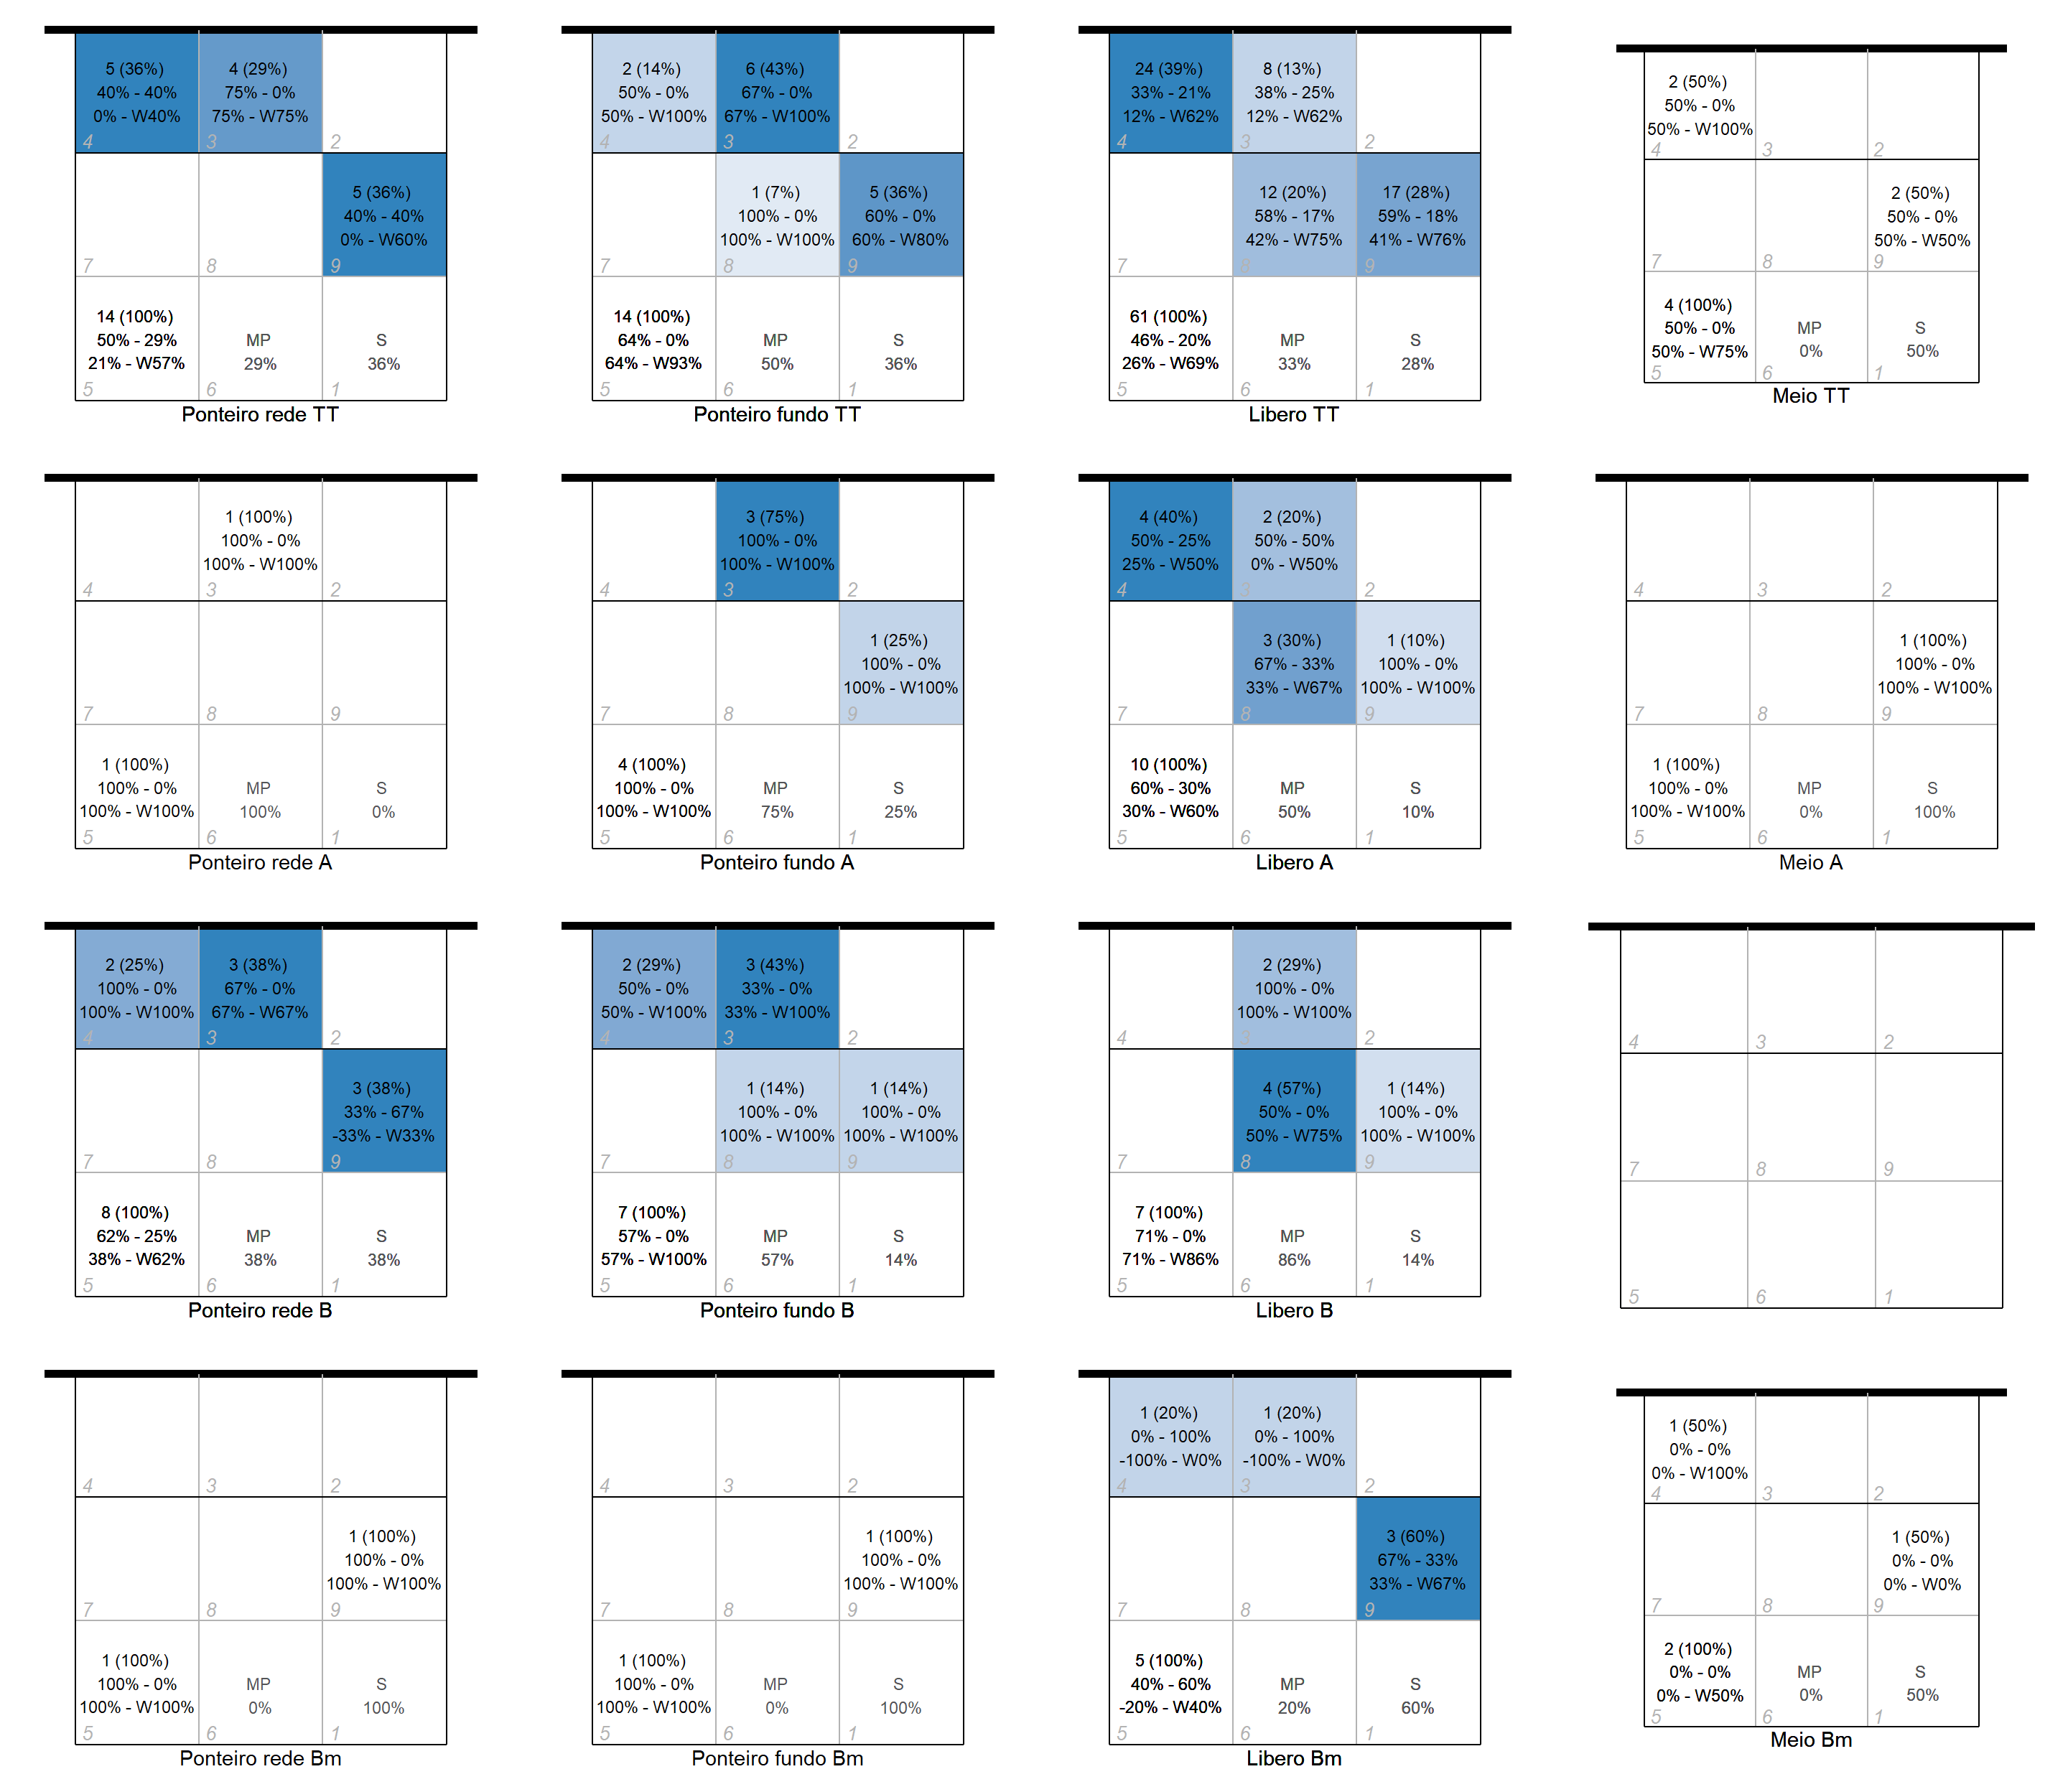 5 (36%)
40% - 40%
0% - W40%
4
4 (29%)
75% - 0%
75% - W75%
3
2
7
8
5 (36%)
40% - 40%
0% - W60%
9
14 (100%)
50% - 29%
21% - W57%
5
MP
29%
6
S
36%
1
Ponteiro rede TT
2 (14%)
50% - 0%
50% - W100%
4
6 (43%)
67% - 0%
67% - W100%
3
2
7
1 (7%)
100% - 0%
100% - W100%
8
5 (36%)
60% - 0%
60% - W80%
9
14 (100%)
64% - 0%
64% - W93%
5
MP
50%
6
S
36%
1
Ponteiro fundo TT
24 (39%)
33% - 21%
12% - W62%
4
8 (13%)
38% - 25%
12% - W62%
3
2
7
12 (20%)
58% - 17%
42% - W75%
8
17 (28%)
59% - 18%
41% - W76%
9
61 (100%)
46% - 20%
26% - W69%
5
MP
33%
6
S
28%
1
Libero TT
2 (50%)
50% - 0%
50% - W100%
4
3
2
7
8
2 (50%)
50% - 0%
50% - W50%
9
4 (100%)
50% - 0%
50% - W75%
5
MP
0%
6
S
50%
1
Meio TT
4
1 (100%)
100% - 0%
100% - W100%
3
2
7
8
9
1 (100%)
100% - 0%
100% - W100%
5
MP
100%
6
S
0%
1
Ponteiro rede A
4
3 (75%)
100% - 0%
100% - W100%
3
2
7
8
1 (25%)
100% - 0%
100% - W100%
9
4 (100%)
100% - 0%
100% - W100%
5
MP
75%
6
S
25%
1
Ponteiro fundo A
4 (40%)
50% - 25%
25% - W50%
4
2 (20%)
50% - 50%
0% - W50%
3
2
7
3 (30%)
67% - 33%
33% - W67%
8
1 (10%)
100% - 0%
100% - W100%
9
10 (100%)
60% - 30%
30% - W60%
5
MP
50%
6
S
10%
1
Libero A
4
3
2
7
8
1 (100%)
100% - 0%
100% - W100%
9
1 (100%)
100% - 0%
100% - W100%
5
MP
0%
6
S
100%
1
Meio A
2 (25%)
100% - 0%
100% - W100%
4
3 (38%)
67% - 0%
67% - W67%
3
2
7
8
3 (38%)
33% - 67%
-33% - W33%
9
8 (100%)
62% - 25%
38% - W62%
5
MP
38%
6
S
38%
1
Ponteiro rede B
2 (29%)
50% - 0%
50% - W100%
4
3 (43%)
33% - 0%
33% - W100%
3
2
7
1 (14%)
100% - 0%
100% - W100%
8
1 (14%)
100% - 0%
100% - W100%
9
7 (100%)
57% - 0%
57% - W100%
5
MP
57%
6
S
14%
1
Ponteiro fundo B
4
2 (29%)
100% - 0%
100% - W100%
3
2
7
4 (57%)
50% - 0%
50% - W75%
8
1 (14%)
100% - 0%
100% - W100%
9
7 (100%)
71% - 0%
71% - W86%
5
MP
86%
6
S
14%
1
Libero B
4
3
2
7
8
9
5
6
1
4
3
2
7
8
1 (100%)
100% - 0%
100% - W100%
9
1 (100%)
100% - 0%
100% - W100%
5
MP
0%
6
S
100%
1
Ponteiro rede Bm
4
3
2
7
8
1 (100%)
100% - 0%
100% - W100%
9
1 (100%)
100% - 0%
100% - W100%
5
MP
0%
6
S
100%
1
Ponteiro fundo Bm
1 (20%)
0% - 100%
-100% - W0%
4
1 (20%)
0% - 100%
-100% - W0%
3
2
7
8
3 (60%)
67% - 33%
33% - W67%
9
5 (100%)
40% - 60%
-20% - W40%
5
MP
20%
6
S
60%
1
Libero Bm
1 (50%)
0% - 0%
0% - W100%
4
3
2
7
8
1 (50%)
0% - 0%
0% - W0%
9
2 (100%)
0% - 0%
0% - W50%
5
MP
0%
6
S
50%
1
Meio Bm